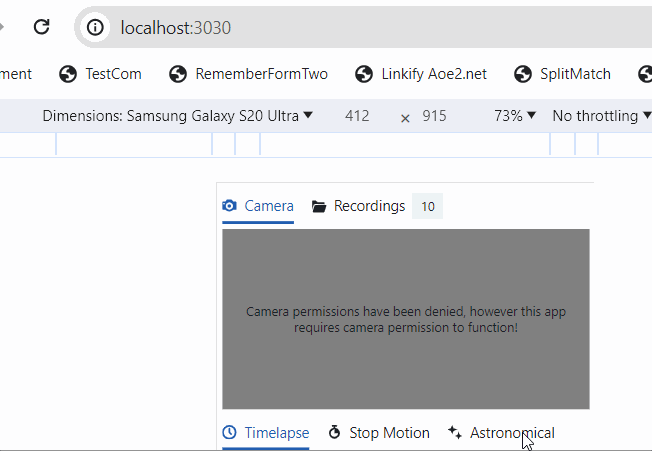 localhost:3030
ment TestCom RememberFormTwo Linkify Aoe2.net SplitMatch
Dimensions: Samsung Galaxy S20 Ultra 412 × 915 73% No throttling
Camera Recordings 10
Camera permissions have been denied, however this app
requires camera permission to function!
Timelapse Stop Motion Astronomical